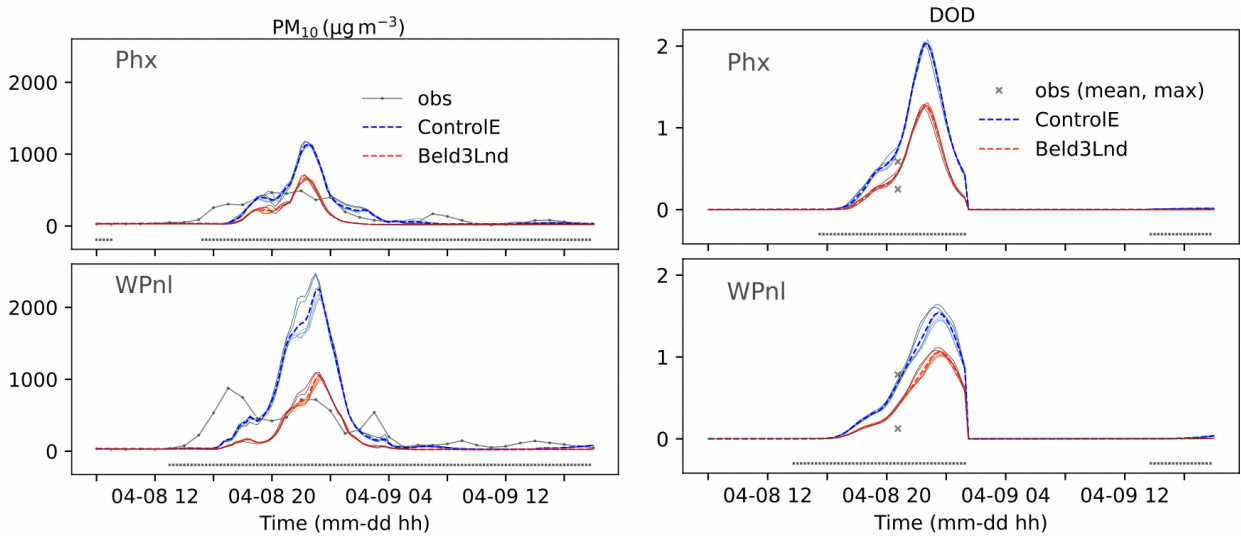 PM10 (μg m−3)
Phx
2000
1000
0
obs
ControlE
Beld3Lnd
WPnl
2000
1000
0
04-08 12 04-08 20 04-09 04 04-09 12
Time (mm-dd hh)
DOD
Phx
2
1
0
obs (mean, max)
ControlE
Beld3Lnd
WPnl
2
1
0
04-08 12 04-08 20 04-09 04 04-09 12
Time (mm-dd hh)